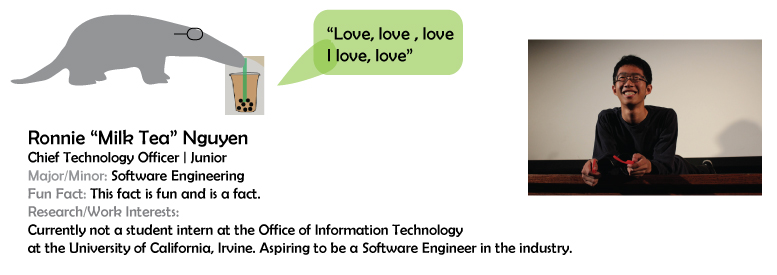 “Love, love , love
I love, love”
Ronnie “Milk Tea” Nguyen
Chief Technology Officer | Junior
Major/Minor: Software Engineering
Fun Fact: This fact is fun and is a fact.
Research/Work Interests:
Currently not a student intern at the Office of Information Technology
at the University of California, Irvine. Aspiring to be a Software Engineer in the industry.